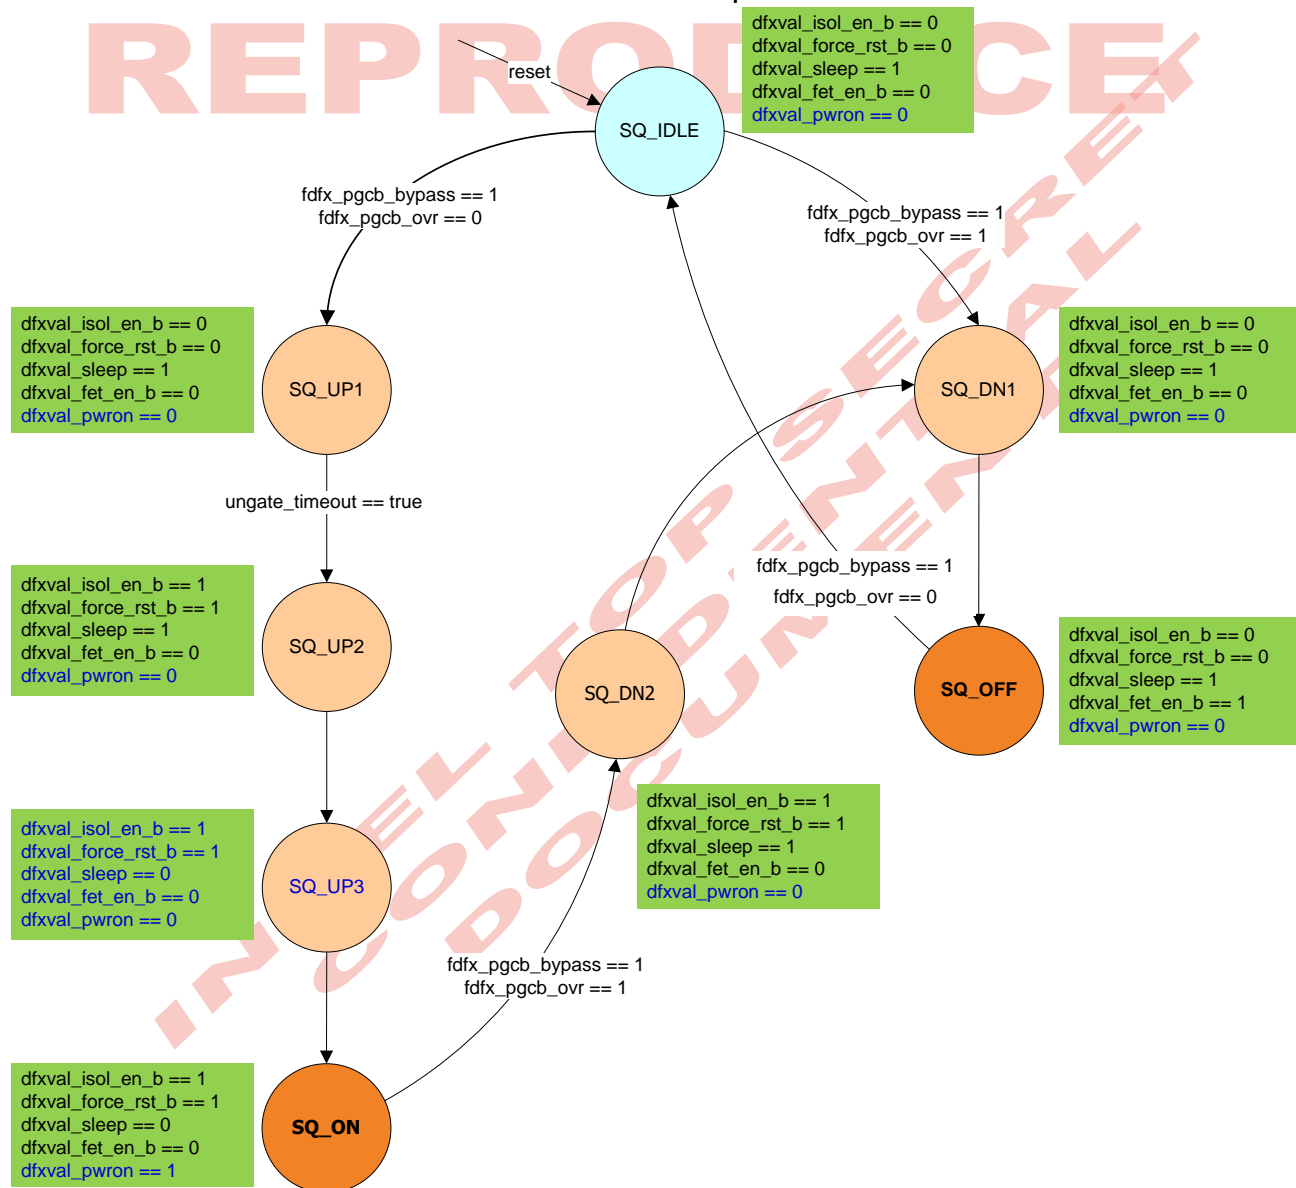 REPRODUCE
dfxval_isol_en_b == 0
dfxval_force_rst_b == 0
dfxval_sleep == 1
dfxval_fet_en_b == 0
dfxval_pwron == 0
reset
SQ_IDLE
fdfx_pgcb_bypass == 1
fdfx_pgcb_ovr == 0
fdfx_pgcb_bypass == 1
fdfx_pgcb_ovr == 1
dfxval_isol_en_b == 0
dfxval_force_rst_b == 0
dfxval_sleep == 1
dfxval_fet_en_b == 0
dfxval_pwron == 0
SQ_UP1
SQ_DN1
dfxval_isol_en_b == 0
dfxval_force_rst_b == 0
dfxval_sleep == 1
dfxval_fet_en_b == 0
dfxval_pwron == 0
ungate_timeout == true
dfxval_isol_en_b == 1
dfxval_force_rst_b == 1
dfxval_sleep == 1
dfxval_fet_en_b == 0
dfxval_pwron == 0
SQ_UP2
fdfx_pgcb_bypass == 1
fdfx_pgcb_ovr == 0
SQ_DN2
SQ_OFF
dfxval_isol_en_b == 0
dfxval_force_rst_b == 0
dfxval_sleep == 1
dfxval_fet_en_b == 1
dfxval_pwron == 0
dfxval_isol_en_b == 1
dfxval_force_rst_b == 1
dfxval_sleep == 1
dfxval_fet_en_b == 0
dfxval_pwron == 0
dfxval_isol_en_b == 1
dfxval_force_rst_b == 1
dfxval_sleep == 0
dfxval_fet_en_b == 0
dfxval_pwron == 0
SQ_UP3
fdfx_pgcb_bypass == 1
fdfx_pgcb_ovr == 1
dfxval_isol_en_b == 1
dfxval_force_rst_b == 1
dfxval_sleep == 0
dfxval_fet_en_b == 0
dfxval_pwron == 1
SQ_ON
INTEL TOP SECRET
CONFIDENTIAL
DOCUMENT